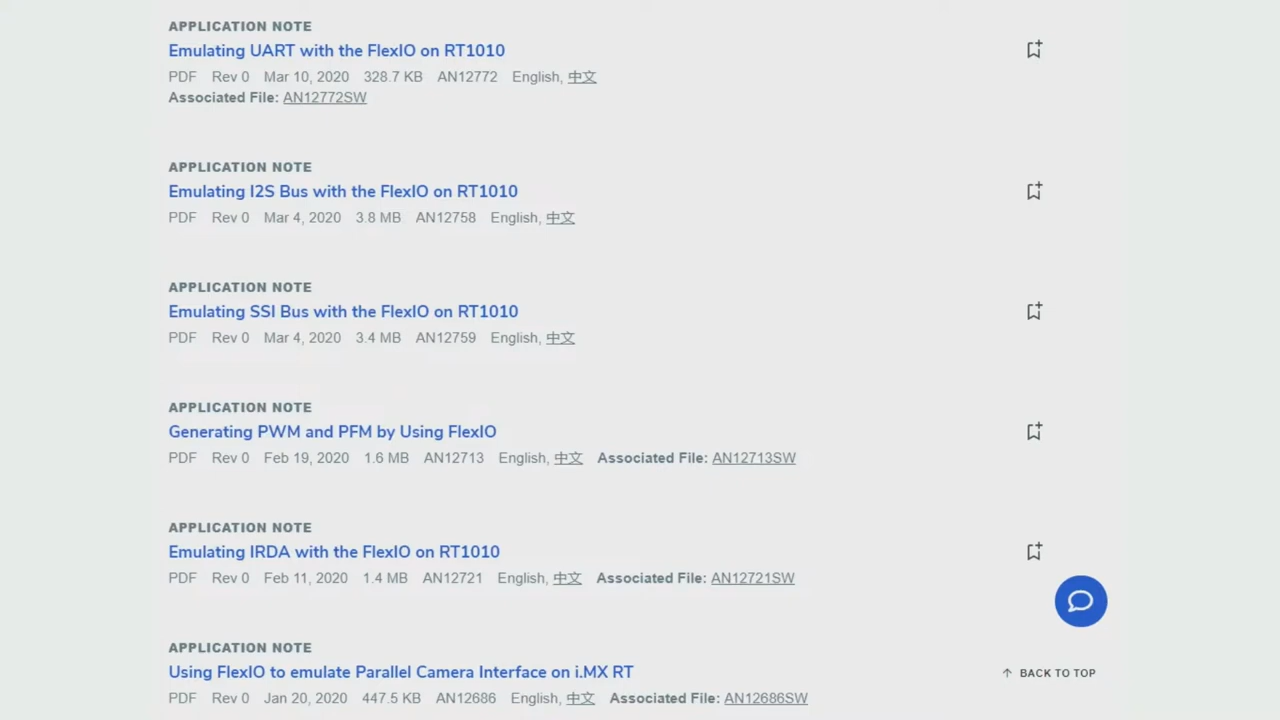 APPLICATION NOTE
Emulating UART with the FlexIO on RT1010
PDF Rev 0 Mar 10, 2020 328.7 KB AN12772 English, 中文
Associated File: AN12772SW
APPLICATION NOTE
Emulating I2S Bus with the FlexIO on RT1010
PDF Rev 0 Mar 4, 2020 3.8 MB AN12758 English, 中文
APPLICATION NOTE
Emulating SSI Bus with the FlexIO on RT1010
PDF Rev 0 Mar 4, 2020 3.4 MB AN12759 English, 中文
APPLICATION NOTE
Generating PWM and PFM by Using FlexIO
PDF Rev 0 Feb 19, 2020 1.6 MB AN12713 English, 中文 Associated File: AN12713SW
APPLICATION NOTE
Emulating IRDA with the FlexIO on RT1010
PDF Rev 0 Feb 11, 2020 1.4 MB AN12721 English, 中文 Associated File: AN12721SW
APPLICATION NOTE
Using FlexIO to emulate Parallel Camera Interface on i.MX RT
BACK TO TOP
PDF Rev 0 Jan 20, 2020 447.5 KB AN12686 English, 中文 Associated File: AN12686SW